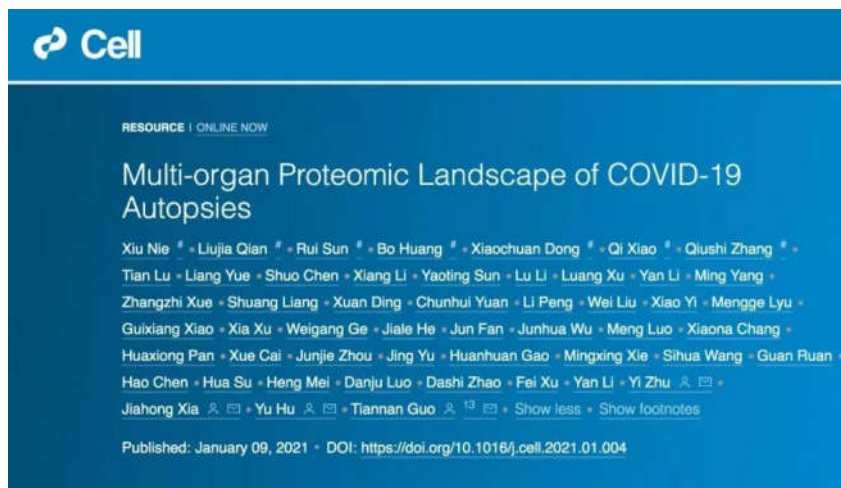 Cell
RESOURCE | ONLINE NOW
Multi-organ Proteomic Landscape of COVID-19
Autopsies
Xiu Nie # • Liujia Qian # • Rui Sun # • Bo Huang # • Xiaochuan Dong # • Qi Xiao # • Qiushi Zhang # •
Tian Lu • Liang Yue • Shuo Chen • Xiang Li • Yaoting Sun • Lu Li • Luang Xu • Yan Li • Ming Yang •
Zhangzhi Xue • Shuang Liang • Xuan Ding • Chunhui Yuan • Li Peng • Wei Liu • Xiao Yi • Mengge Lyu •
Guixiang Xiao • Xia Xu • Weigang Ge • Jiale He • Jun Fan • Junhua Wu • Meng Luo • Xiaona Chang •
Huaxiong Pan • Xue Cai • Junjie Zhou • Jing Yu • Huanhuan Gao • Mingxing Xie • Sihua Wang • Guan Ruan •
Hao Chen • Hua Su • Heng Mei • Danju Luo • Dashi Zhao • Fei Xu • Yan Li • Yi Zhu •
Jiahong Xia • Yu Hu • Tiannan Guo 13 • Show less • Show footnotes
Published: January 09, 2021 • DOI: https://doi.org/10.1016/j.cell.2021.01.004